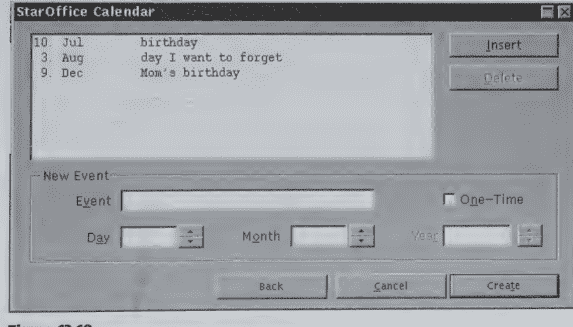 StarOffice Calendar
10. Jul birthday
3. Aug day I want to forget
9. Dec Mom's birthday
Insert
Delete
New Event
Event
One-Time
Day
Month
Year
Back
Cancel
Create